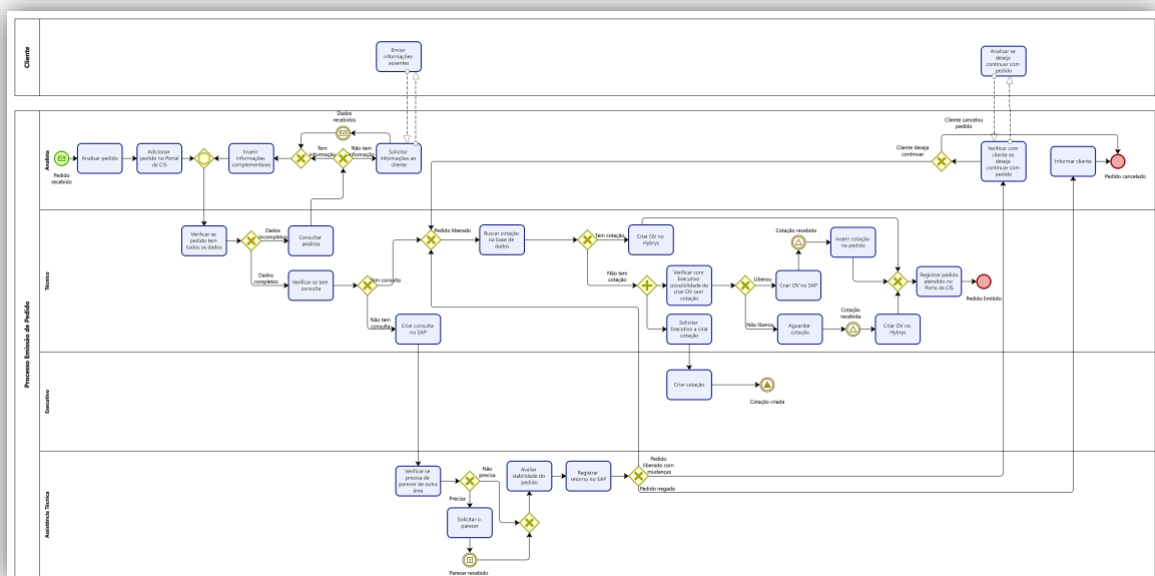 Cliente
Enviar
informações
ausentes
Analisar se
deseja
continuar com
pedido
Processo Emissão de Pedido
Analista
Pedido
recebido
Analisar pedido
Adicionar
pedido no Portal
da CIS
Inserir
informações
complementares
Tem
informação
Dados
recebidos
Não tem
informação
Solicitar
informações ao
cliente
Cliente deseja
continuar
Cliente cancelou
pedido
Verificar com
cliente se
deseja continuar
com pedido
Informar cliente
Pedido cancelado
Técnico
Verificar se
pedido tem
todos os dados
Dados
incompletos
Consultar
analista
Dados
completos
Verificar se tem
consulta
Tem consulta
Não tem
consulta
Criar consulta
no SAP
Pedido liberado
Buscar cotação
na base de
dados
Tem cotação
Criar OV no
Hybrys
Não tem
cotação
Verificar com
Executivo
possibilidade de
criar OV sem
cotação
Solicitar
Executivo a criar
cotação
Liberou
Criar OV no SAP
Cotação recebida
Inserir cotação
no pedido
Não liberou
Aguardar
cotação
Cotação
recebida
Criar OV no
Hybrys
Registrar pedido
atendido no
Porta da CIS
Pedido Emitido
Executivo
Criar cotação
Cotação criada
Assistência Técnica
Verificar se
precisa de
parecer de outra
área
Não
precisa
Precisa
Solicitar o
parecer
Parecer recebido
Avaliar
viabilidade do
pedido
Registrar
retorno no SAP
Pedido
liberado com
mudanças
Pedido negado